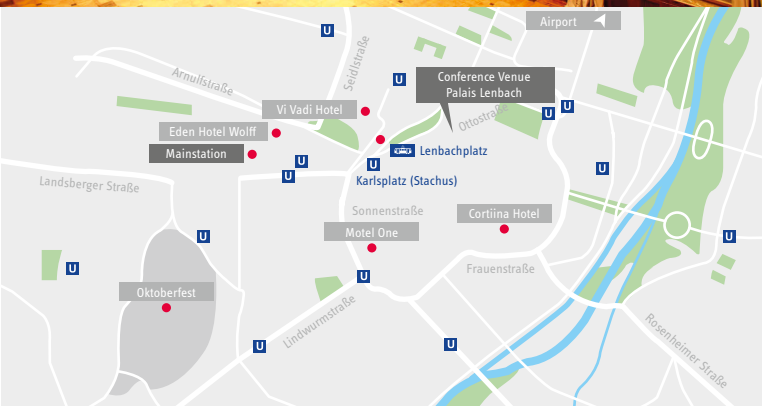 U
Airport
Seidlstraße
Arnulfstraße
U
Conference Venue
Palais Lenbach
Vi Vadi Hotel
U
U
Ottostraße
Eden Hotel Wolff
Mainstation
Lenbachplatz
U
U
U
U
Karlsplatz (Stachus)
Landsberger Straße
Sonnenstraße
Cortiina Hotel
Motel One
U
U
U
Frauenstraße
U
Oktoberfest
Lindwurmstraße
Rosenheimer Straße
U
U